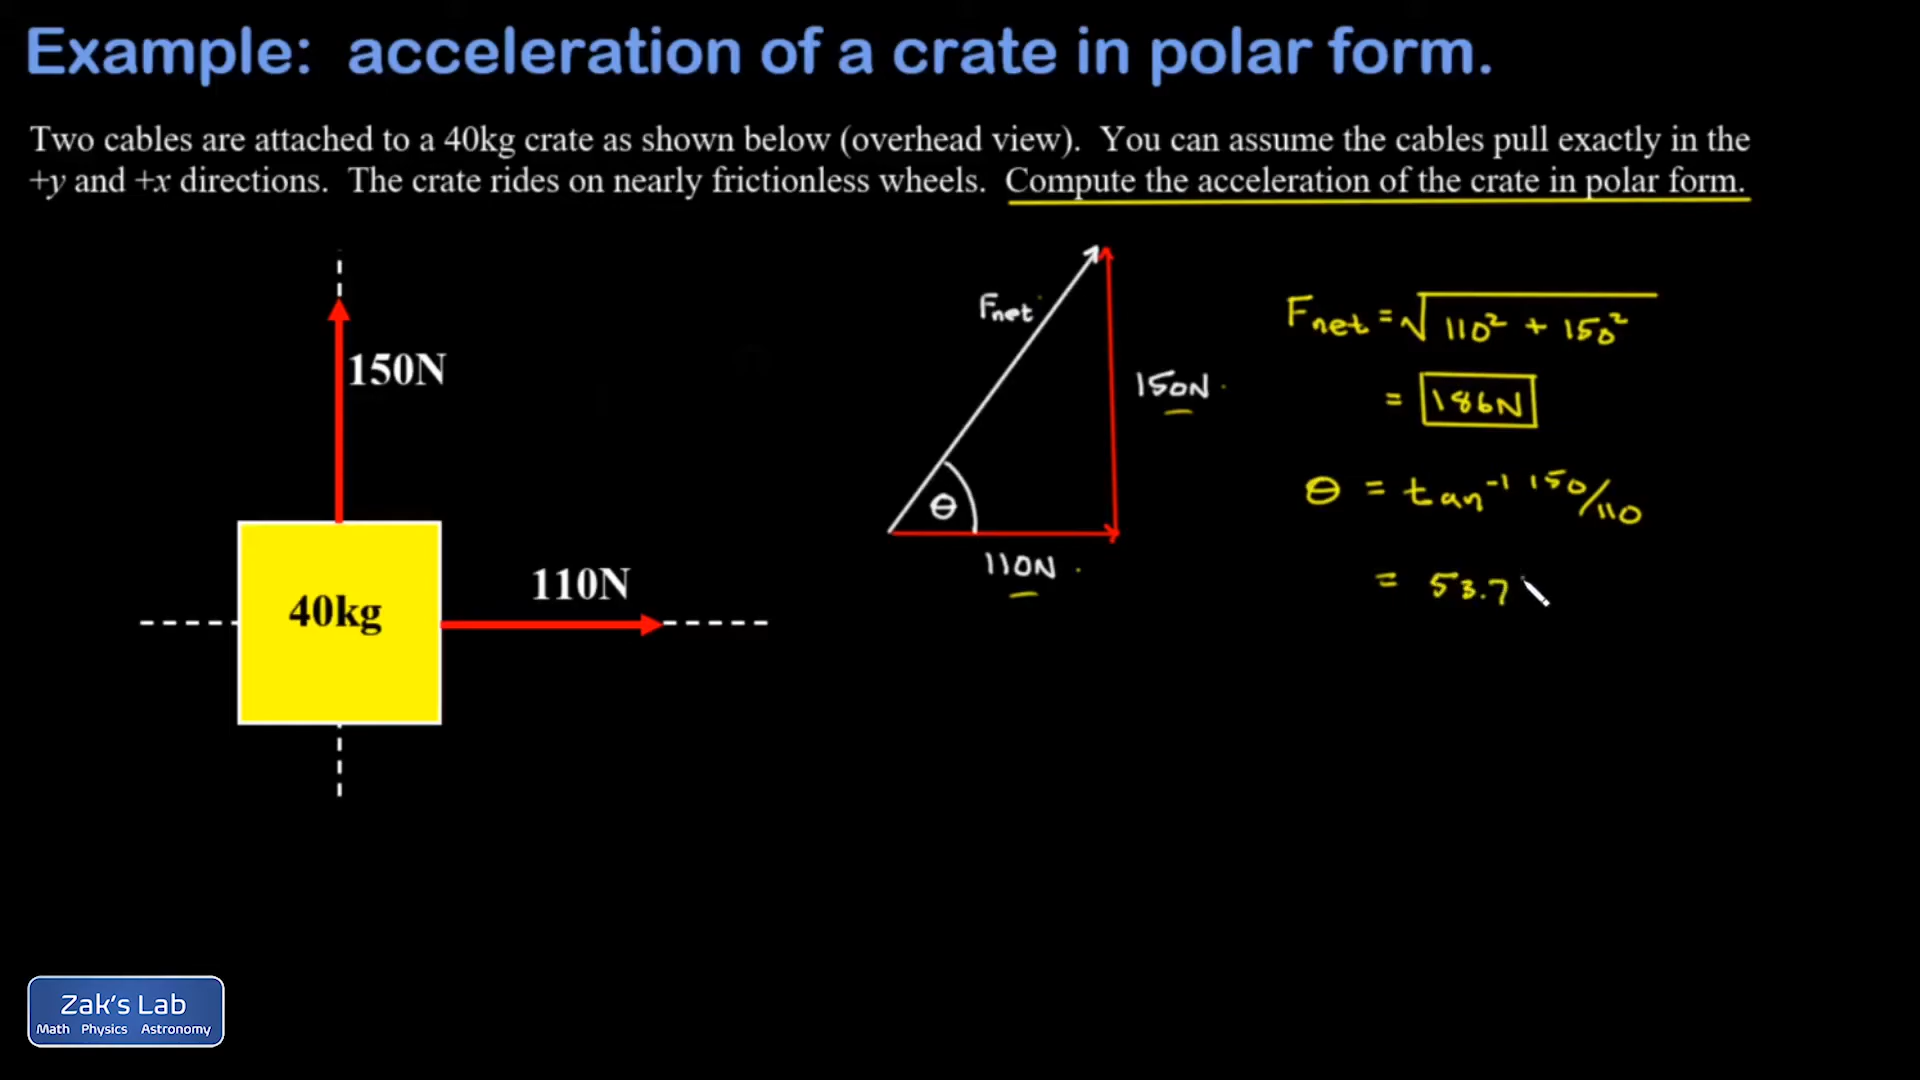 Example: acceleration of a crate in polar form.
Two cables are attached to a 40kg crate as shown below (overhead view). You can assume the cables pull exactly in the
+y and +x directions. The crate rides on nearly frictionless wheels. Compute the acceleration of the crate in polar form.
150N
110N
40kg
Fnet
150N
θ
110N
Fnet = √110² + 150²
= 186N
θ = tan⁻¹ 150/110
= 53.7
Zak's Lab
Math Physics Astronomy